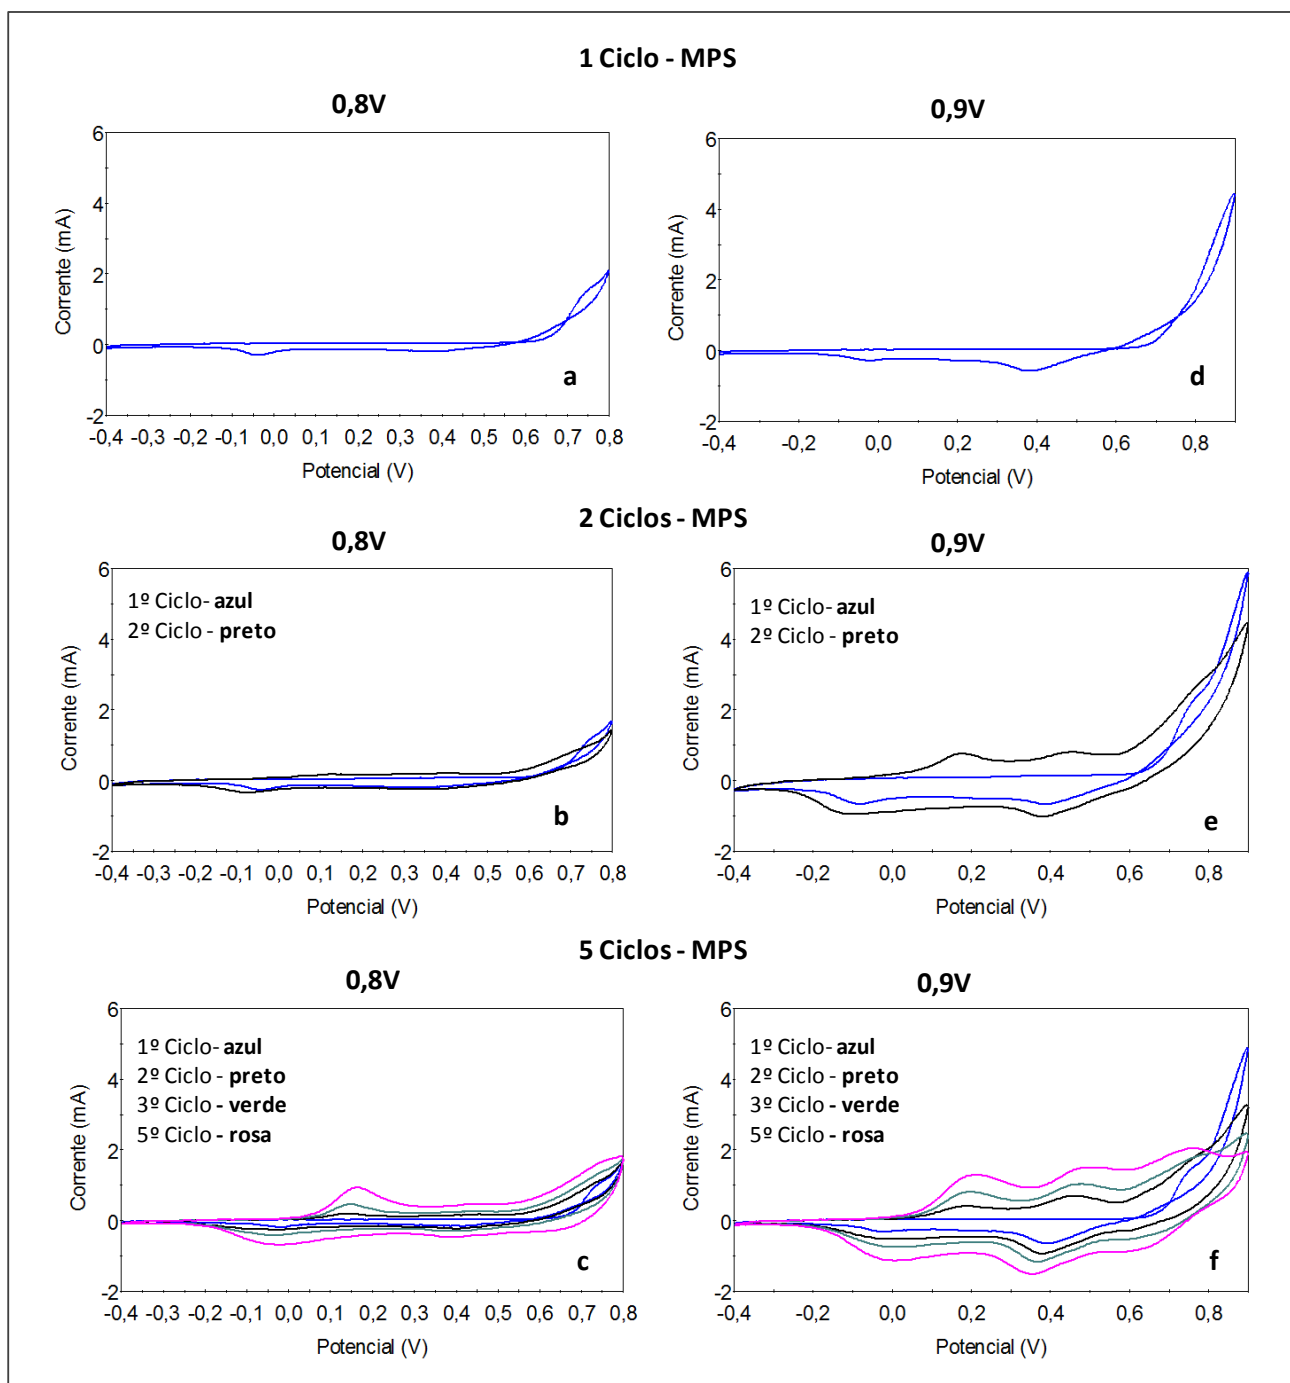 1 Ciclo - MPS
0,8V
0,9V
6
4
2
0
-2
Corrente (mA)
-0,4 -0,3 -0,2 -0,1 0,0 0,1 0,2 0,3 0,4 0,5 0,6 0,7 0,8
Potencial (V)
a
6
4
2
0
-2
Corrente (mA)
-0,4 -0,2 0,0 0,2 0,4 0,6 0,8
Potencial (V)
d
2 Ciclos - MPS
0,8V
0,9V
6
4
2
0
-2
Corrente (mA)
1º Ciclo- azul
2º Ciclo - preto
b
-0,4 -0,3 -0,2 -0,1 0,0 0,1 0,2 0,3 0,4 0,5 0,6 0,7 0,8
Potencial (V)
6
4
2
0
-2
Corrente (mA)
1º Ciclo- azul
2º Ciclo - preto
e
-0,4 -0,2 0,0 0,2 0,4 0,6 0,8
Potencial (V)
5 Ciclos - MPS
0,8V
0,9V
6
4
2
0
-2
Corrente (mA)
1º Ciclo- azul
2º Ciclo - preto
3º Ciclo - verde
5º Ciclo - rosa
c
-0,4 -0,3 -0,2 -0,1 0,0 0,1 0,2 0,3 0,4 0,5 0,6 0,7 0,8
Potencial (V)
6
4
2
0
-2
Corrente (mA)
1º Ciclo- azul
2º Ciclo - preto
3º Ciclo - verde
5º Ciclo - rosa
f
-0,4 -0,2 0,0 0,2 0,4 0,6 0,8
Potencial (V)